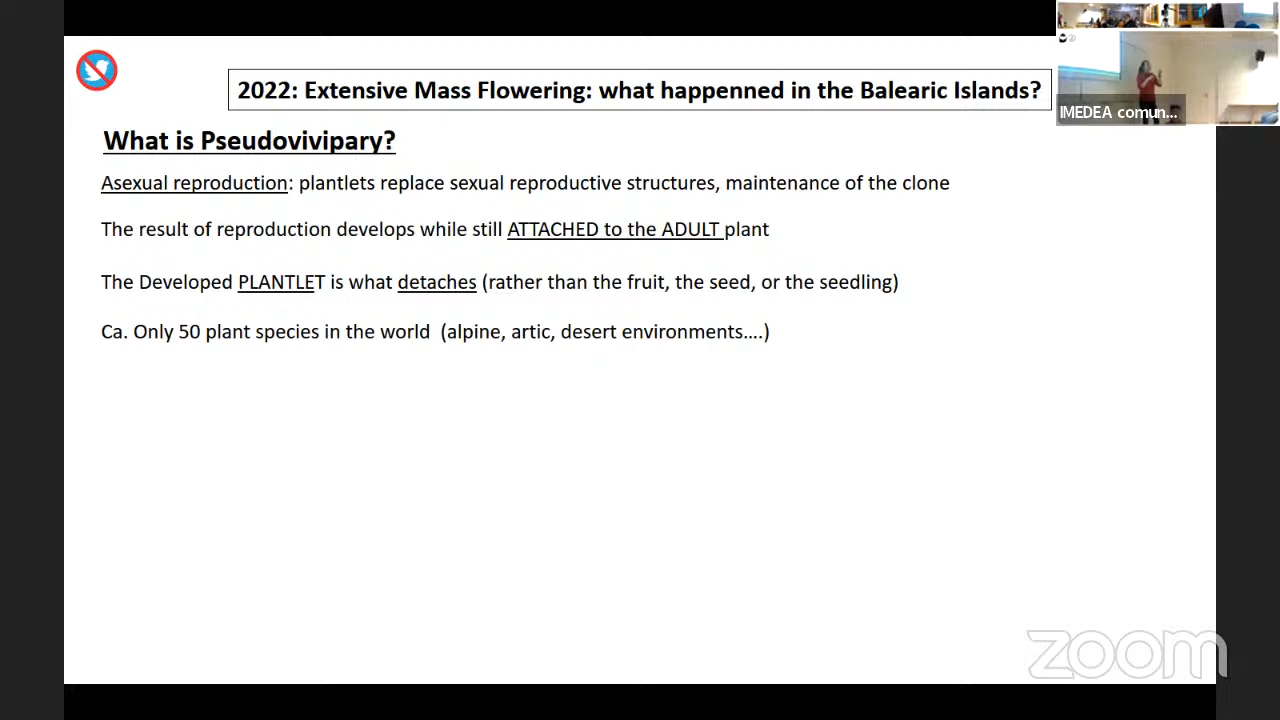 2022: Extensive Mass Flowering: what happenned in the Balearic Islands?
IMEDEA comun...
What is Pseudovivipary?
Asexual reproduction: plantlets replace sexual reproductive structures, maintenance of the clone
The result of reproduction develops while still ATTACHED to the ADULT plant
The Developed PLANTLET is what detaches (rather than the fruit, the seed, or the seedling)
Ca. Only 50 plant species in the world (alpine, artic, desert environments....)
zoom